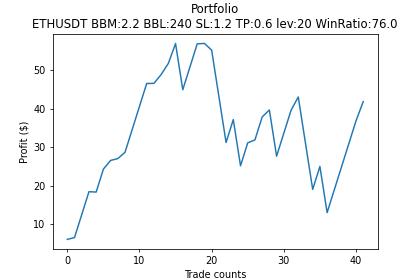 Portfolio
ETHUSDT BBM:2.2 BBL:240 SL:1.2 TP:0.6 lev:20 WinRatio:76.0
Profit ($)
50
40
30
20
10
0
10
20
30
40
Trade counts